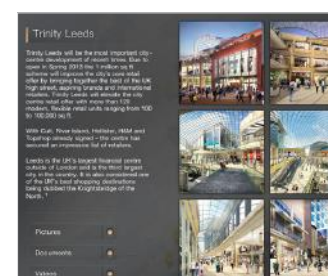 Trinity Leeds
Trinity Leeds will be the most important city-
centre development of recent times. Due to
open in Spring 2013 the 1 million sq ft
scheme will improve the city's core retail
offer by bringing together the best of the UK
high street, aspiring brands and international
retailers. Trinity Leeds will elevate the city
centre retail offer with more than 120
modern, flexible retail units ranging from 100
to 100,000 sq ft.
With Cult, River Island, Hollister, H&M and
Topshop already signed - the centre has
secured an impressive list of retailers.
Leeds is the UK's largest financial centre
outside of London and is the third largest
city in the country. It is also considered one
of the UK's best shopping destinations
being dubbed the Knightsbridge of the
North.
Pictures
Documents
Videos